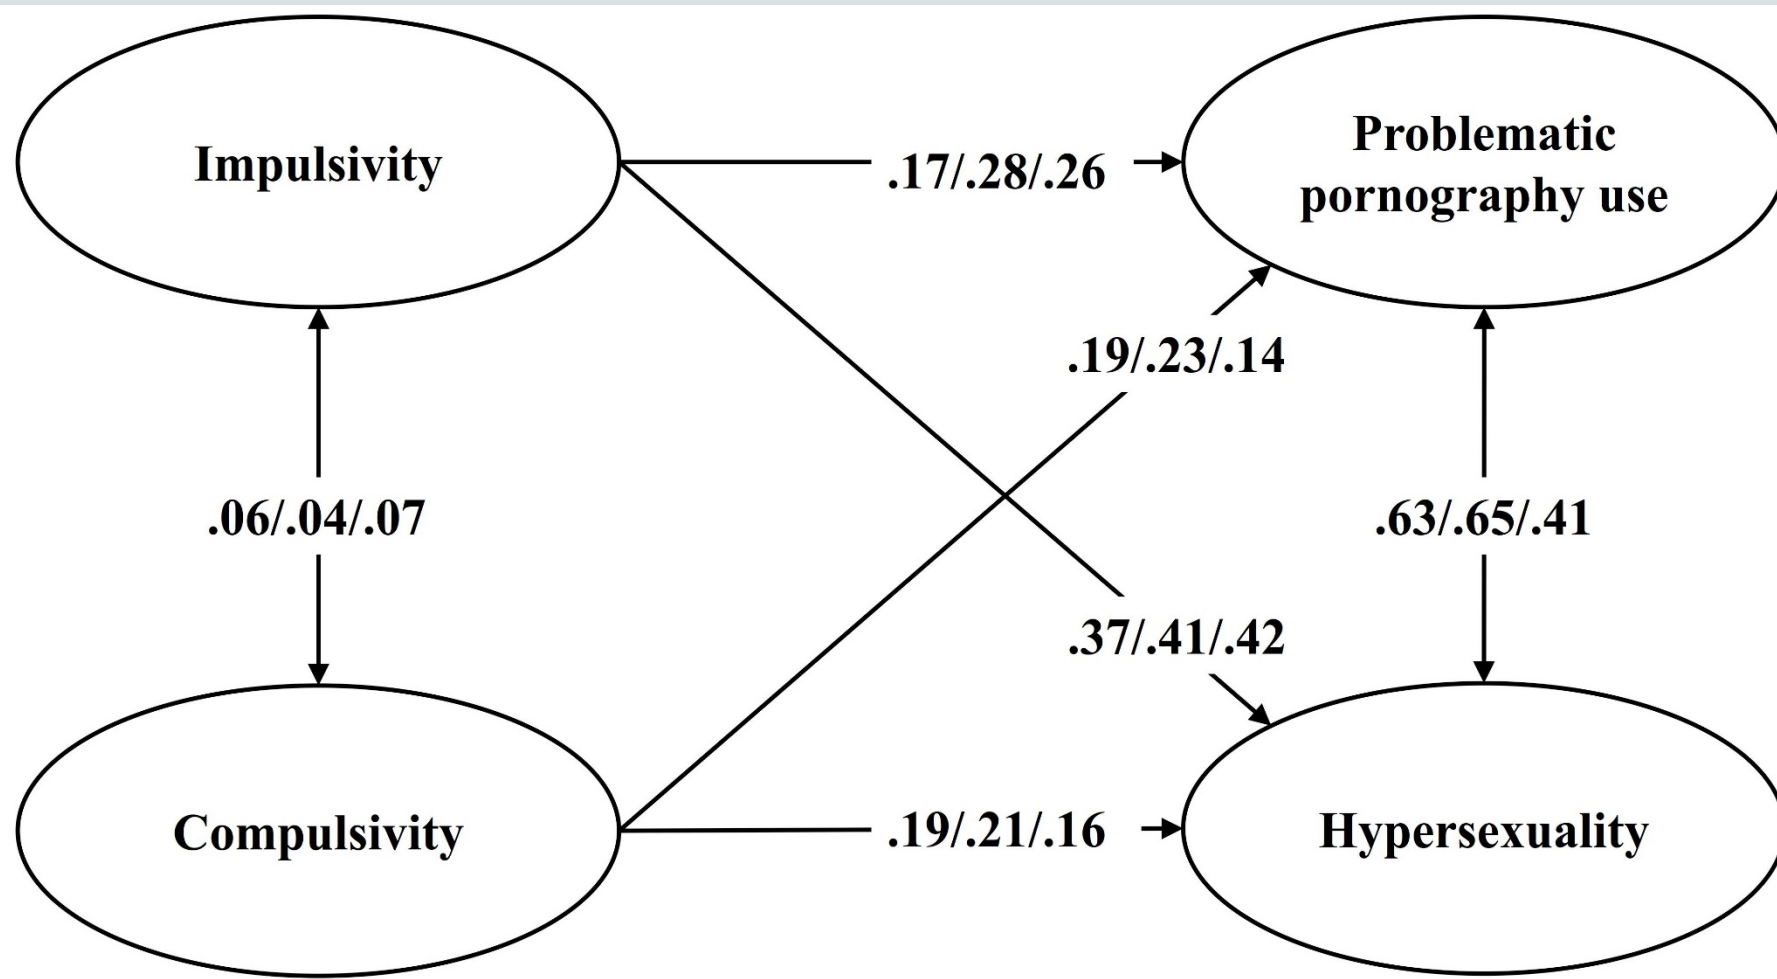 Impulsivity
Problematic
pornography use
.17/.28/.26
.19/.23/.14
.06/.04/.07
.63/.65/.41
.37/.41/.42
Compulsivity
.19/.21/.16
Hypersexuality